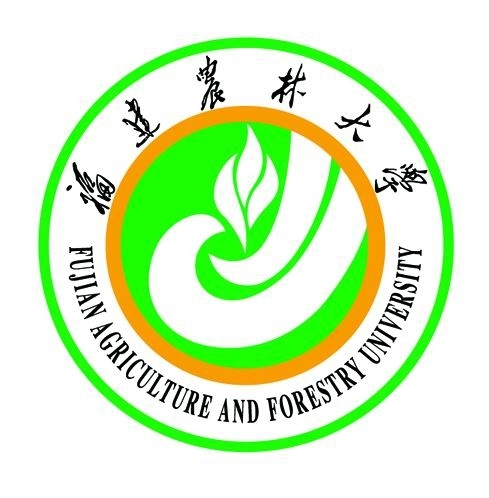 福建農林大學
FUJIAN AGRICULTURE AND FORESTRY UNIVERSITY